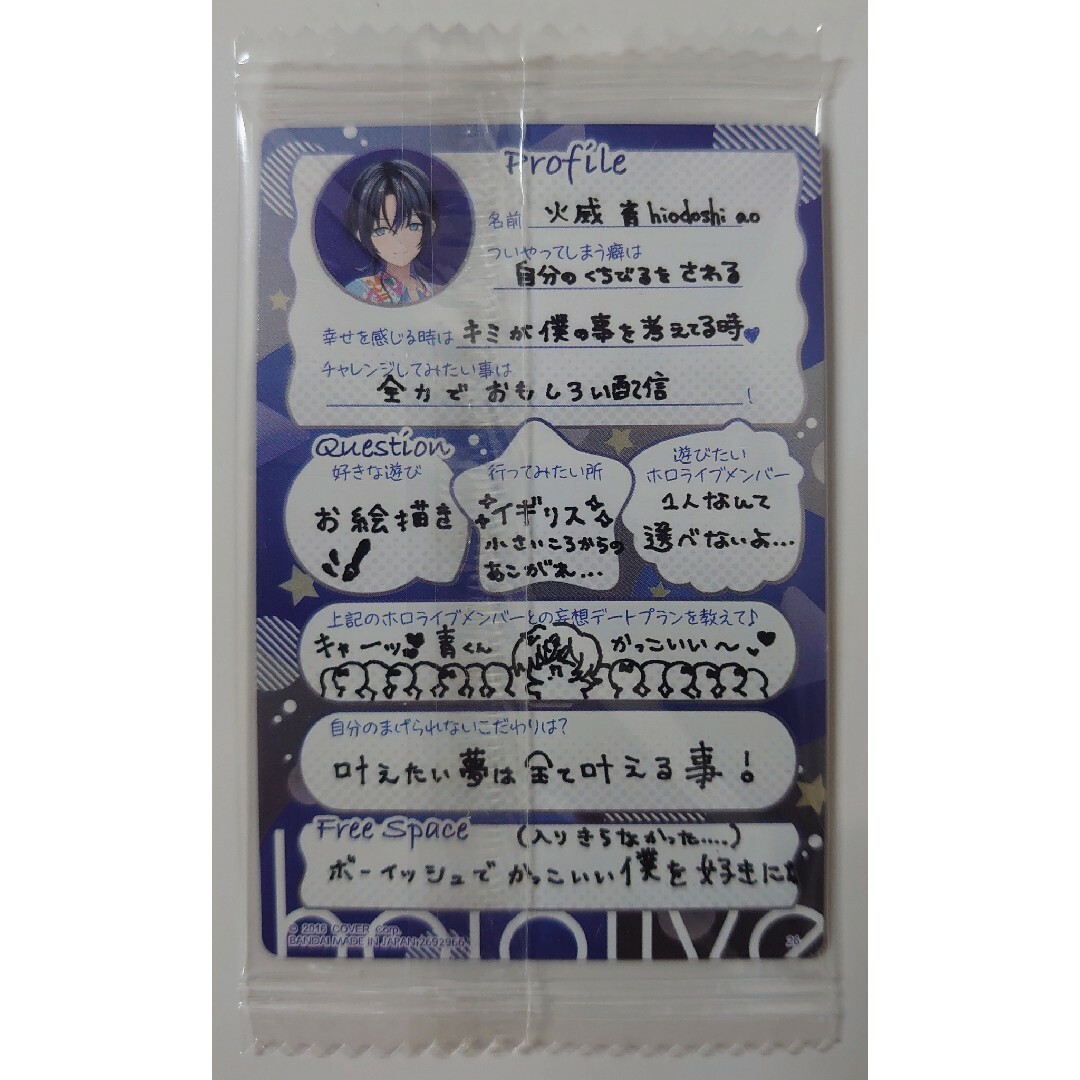 Profile
名前 火威 青 hiodoshi ao
ついやってしまう癖は
自分のくちびるをさわる
幸せを感じる時は キミが僕の事を考えてる時
チャレンジしてみたい事は
全力でおもしろい配信!
Question
好きな遊び
お絵描き
行ってみたい所
イギリス
小さいころからの
あこがれ...
遊びたい
ホロライブメンバー
1人なんて
選べないよ...
上記のホロライブメンバーとの妄想デートプランを教えて♪
キャーッ 青くん かっこいい〜
自分のまげられないこだわりは?
叶えたい夢は全て叶える事!
Free Space (入りきらなかった.....)
ボーイッシュでかっこいい僕を好きにな
hololive
© 2016 COVER corp.
BANDAI MADE IN JAPAN 2692966
26